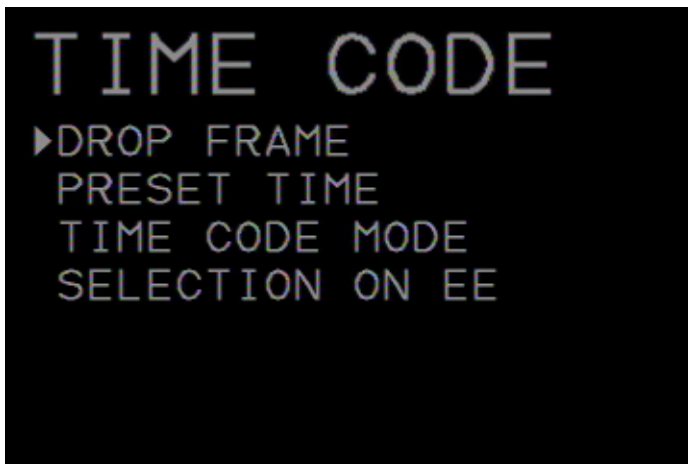 TIME CODE
DROP FRAME
PRESET TIME
TIME CODE MODE
SELECTION ON EE